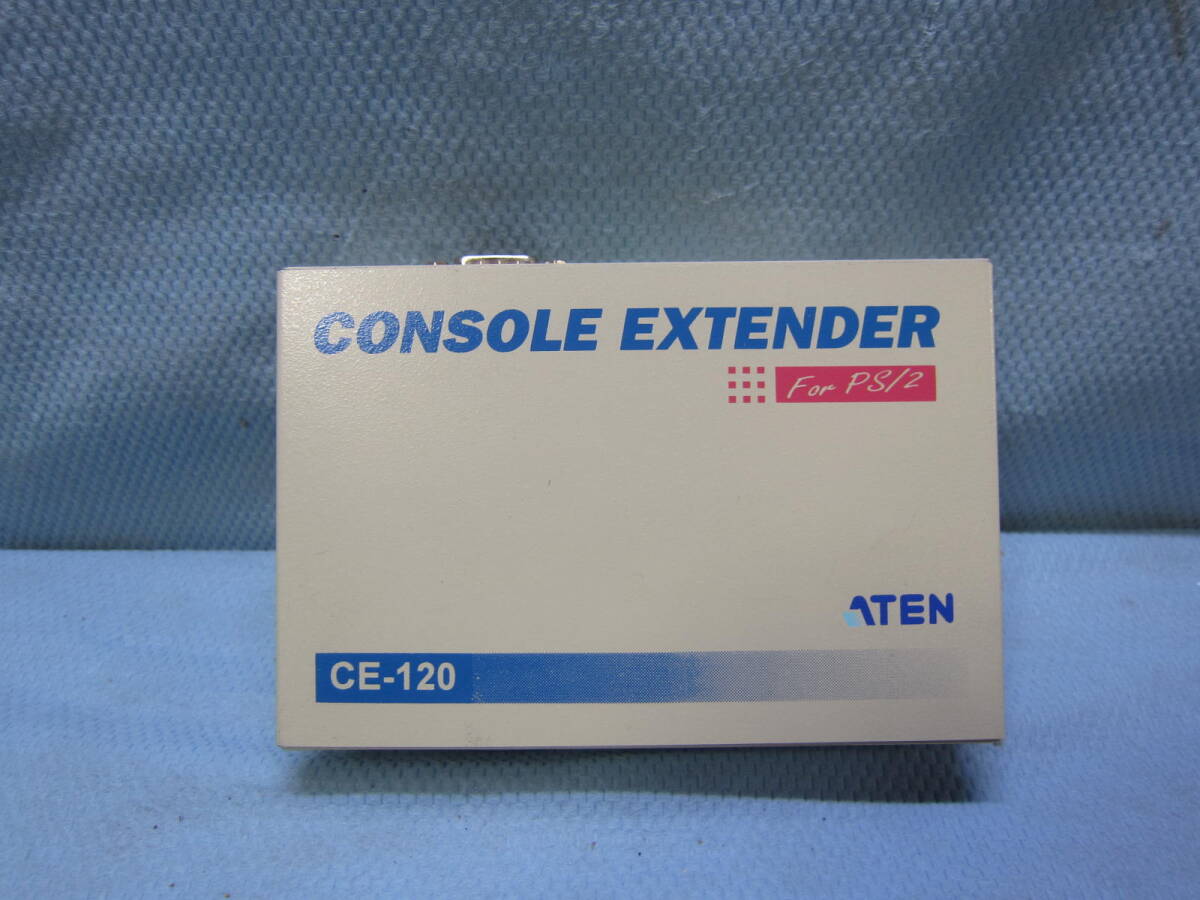 CONSOLE EXTENDER
For PS/2
ATEN
CE-120